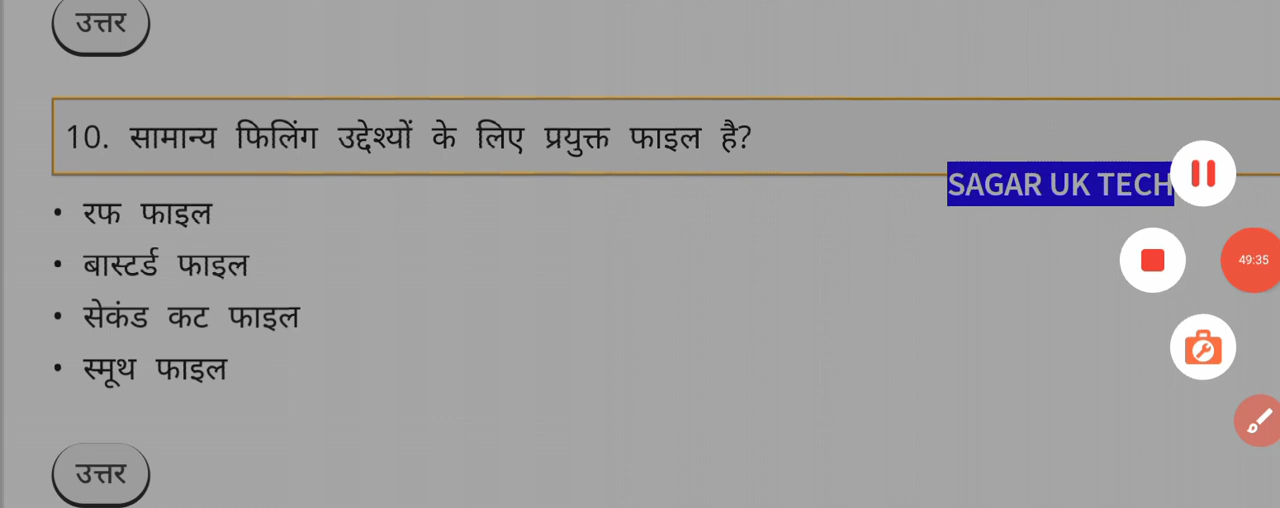 उत्तर
10. सामान्य फिलिंग उद्देश्यों के लिए प्रयुक्त फाइल है?
SAGAR UK TECH
• रफ फाइल
• बास्टर्ड फाइल
49:35
• सेकंड कट फाइल
• स्मूथ फाइल
उत्तर